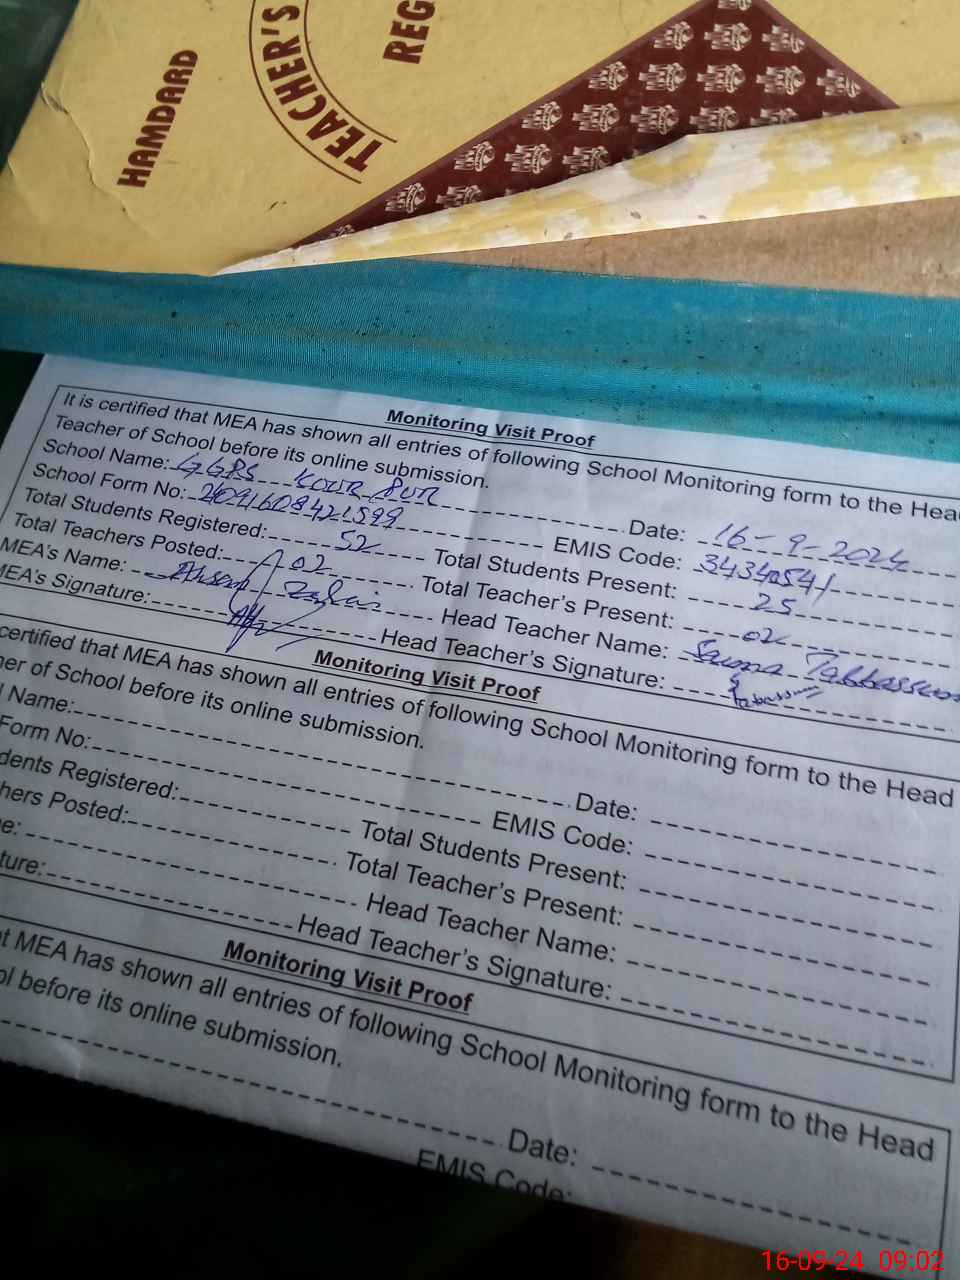 HAMDARD
TEACHER'S
REG
Monitoring Visit Proof
It is certified that MEA has shown all entries of following School Monitoring form to the Hea
Teacher of School before its online submission.
School Name: GGPS Date: 16-9-2024
School Form No: EMIS Code:
Total Students Registered: 52 Total Students Present: 25
Total Teachers Posted: 02 Total Teacher's Present: 02
MEA's Name: Ahsan Head Teacher Name: Saima Tabbassum
MEA's Signature: Head Teacher's Signature: Tabassum
Monitoring Visit Proof
certified that MEA has shown all entries of following School Monitoring form to the Head
her of School before its online submission.
l Name: Date:
Form No: EMIS Code:
dents Registered: Total Students Present:
hers Posted: Total Teacher's Present:
e: Head Teacher Name:
ture: Head Teacher's Signature:
Monitoring Visit Proof
at MEA has shown all entries of following School Monitoring form to the Head
ol before its online submission.
Date:
EMIS Code:
16-09-24 09:02